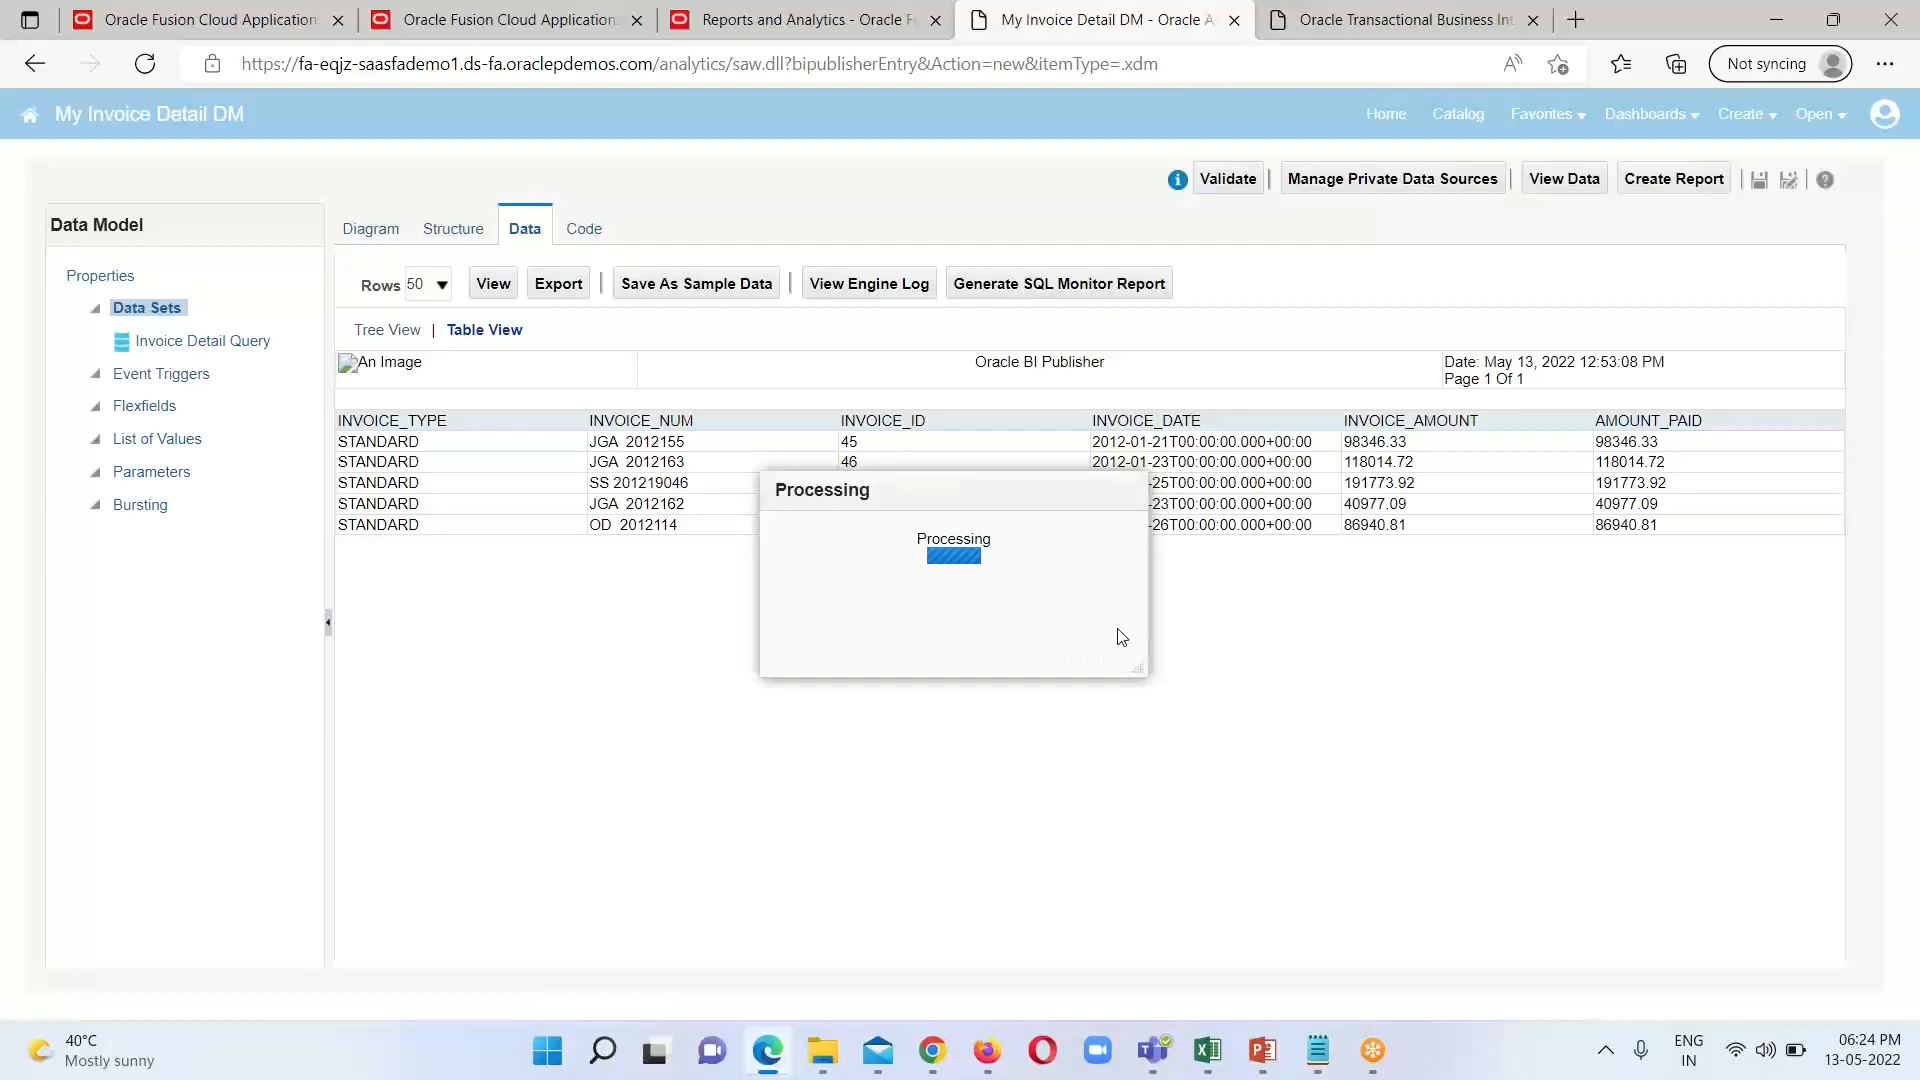 Oracle Fusion Cloud Application
Oracle Fusion Cloud Application
Reports and Analytics - Oracle F
My Invoice Detail DM - Oracle A
Oracle Transactional Business Int
https://fa-eqjz-saasfademo1.ds-fa.oraclepdemos.com/analytics/saw.dll?bipublisherEntry&Action=new&itemType=.xdm
Not syncing
My Invoice Detail DM
Home Catalog Favorites Dashboards Create Open
Validate Manage Private Data Sources View Data Create Report
Data Model
Diagram Structure Data Code
Properties
Data Sets
Invoice Detail Query
Event Triggers
Flexfields
List of Values
Parameters
Bursting
Rows 50 View Export Save As Sample Data View Engine Log Generate SQL Monitor Report
Tree View | Table View
An Image
Oracle BI Publisher
Date: May 13, 2022 12:53:08 PM
Page 1 Of 1
INVOICE_TYPE INVOICE_NUM INVOICE_ID INVOICE_DATE INVOICE_AMOUNT AMOUNT_PAID
STANDARD JGA 2012155 45 2012-01-21T00:00:00.000+00:00 98346.33 98346.33
STANDARD JGA 2012163 46 2012-01-23T00:00:00.000+00:00 118014.72 118014.72
STANDARD SS 201219046 -25T00:00:00.000+00:00 191773.92 191773.92
STANDARD JGA 2012162 -23T00:00:00.000+00:00 40977.09 40977.09
STANDARD OD 2012114 -26T00:00:00.000+00:00 86940.81 86940.81
Processing
Processing
40°C
Mostly sunny
ENG
IN
06:24 PM
13-05-2022